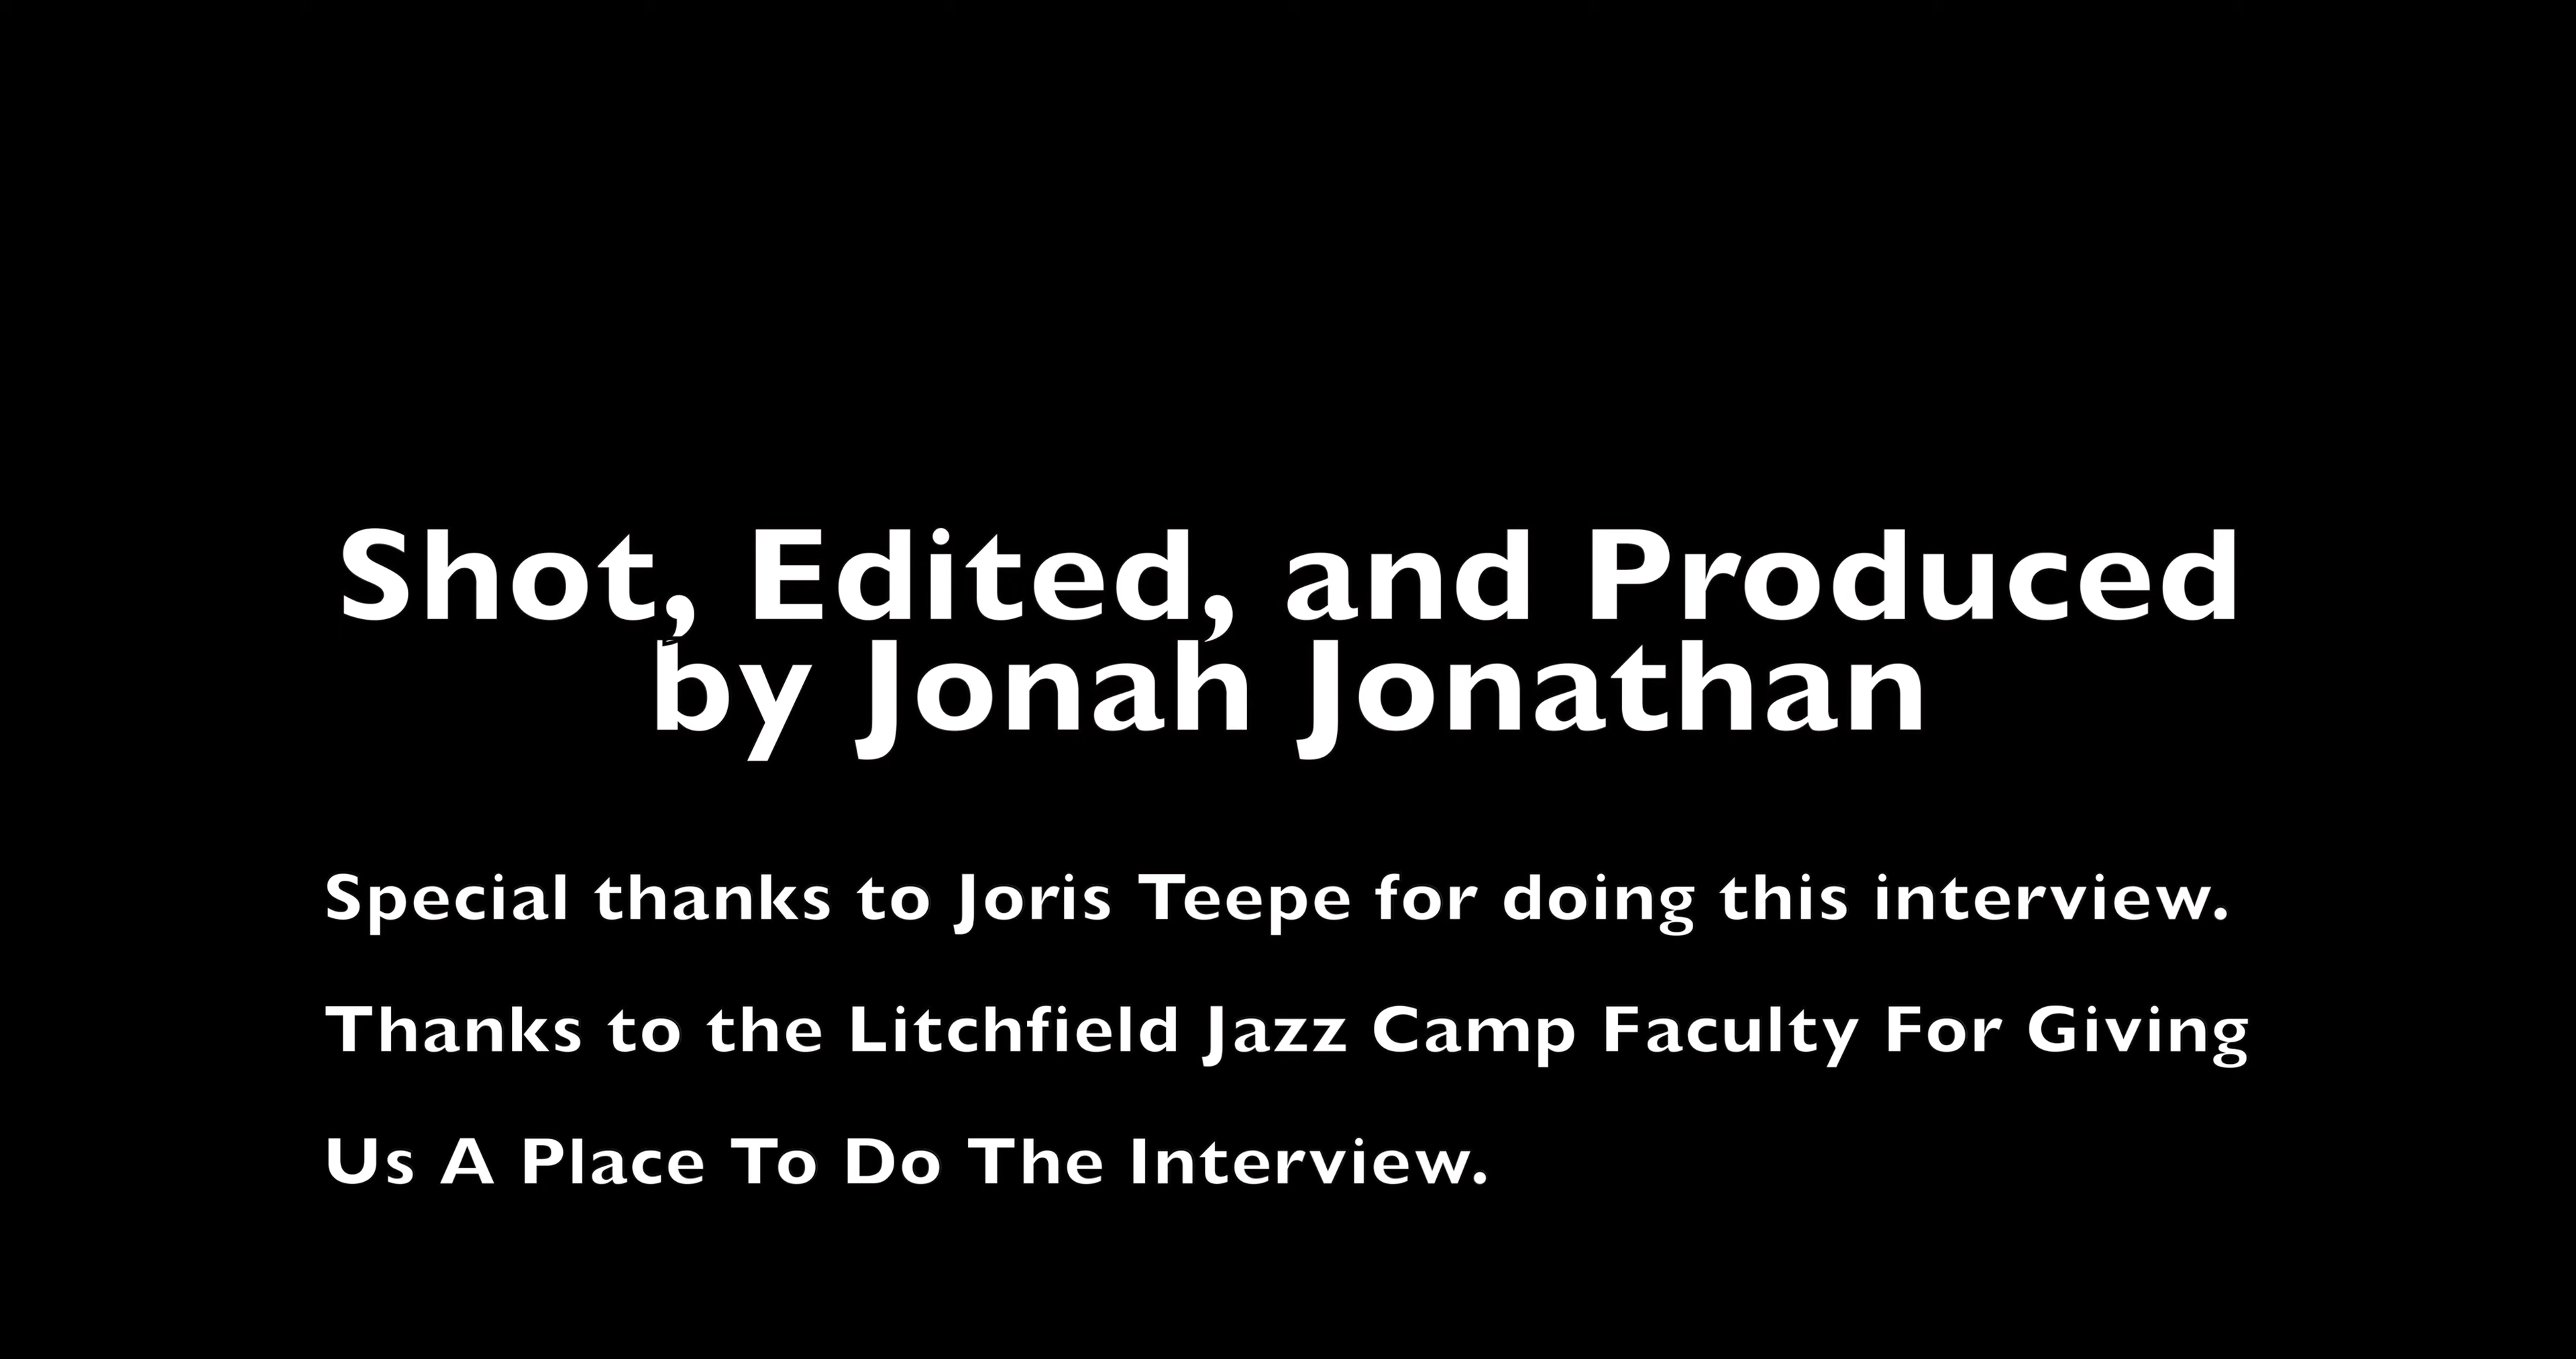 Shot, Edited, and Produced
by Jonah Jonathan
Special thanks to Joris Teepe for doing this interview.
Thanks to the Litchfield Jazz Camp Faculty For Giving
Us A Place To Do The Interview.